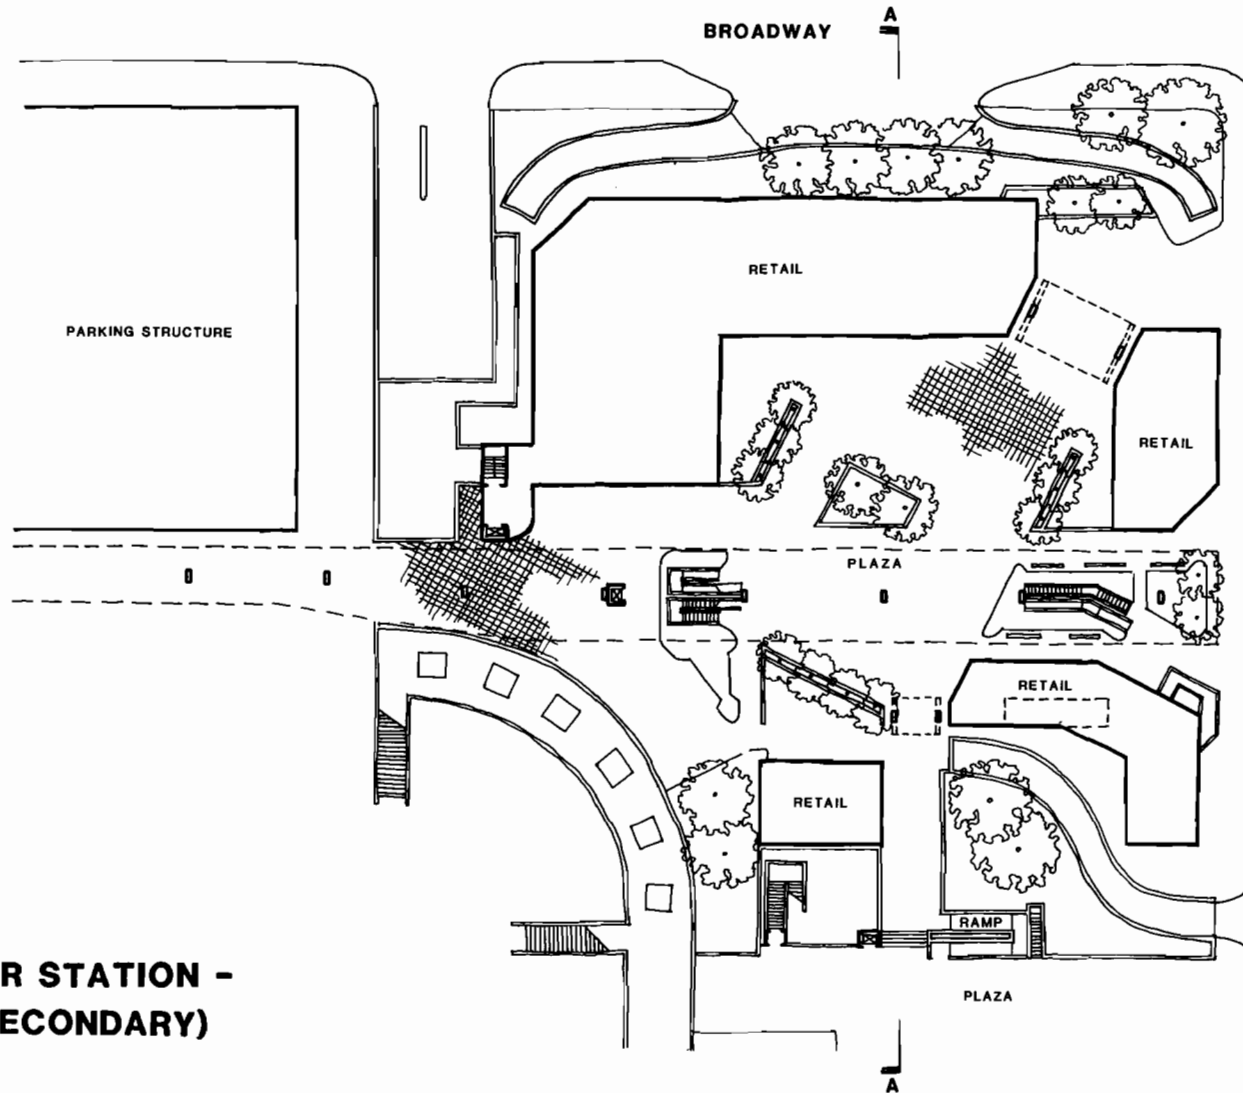 BROADWAY
A
RETAIL
PARKING STRUCTURE
RETAIL
PLAZA
RETAIL
RETAIL
RAMP
R STATION -
ECONDARY)
PLAZA
A